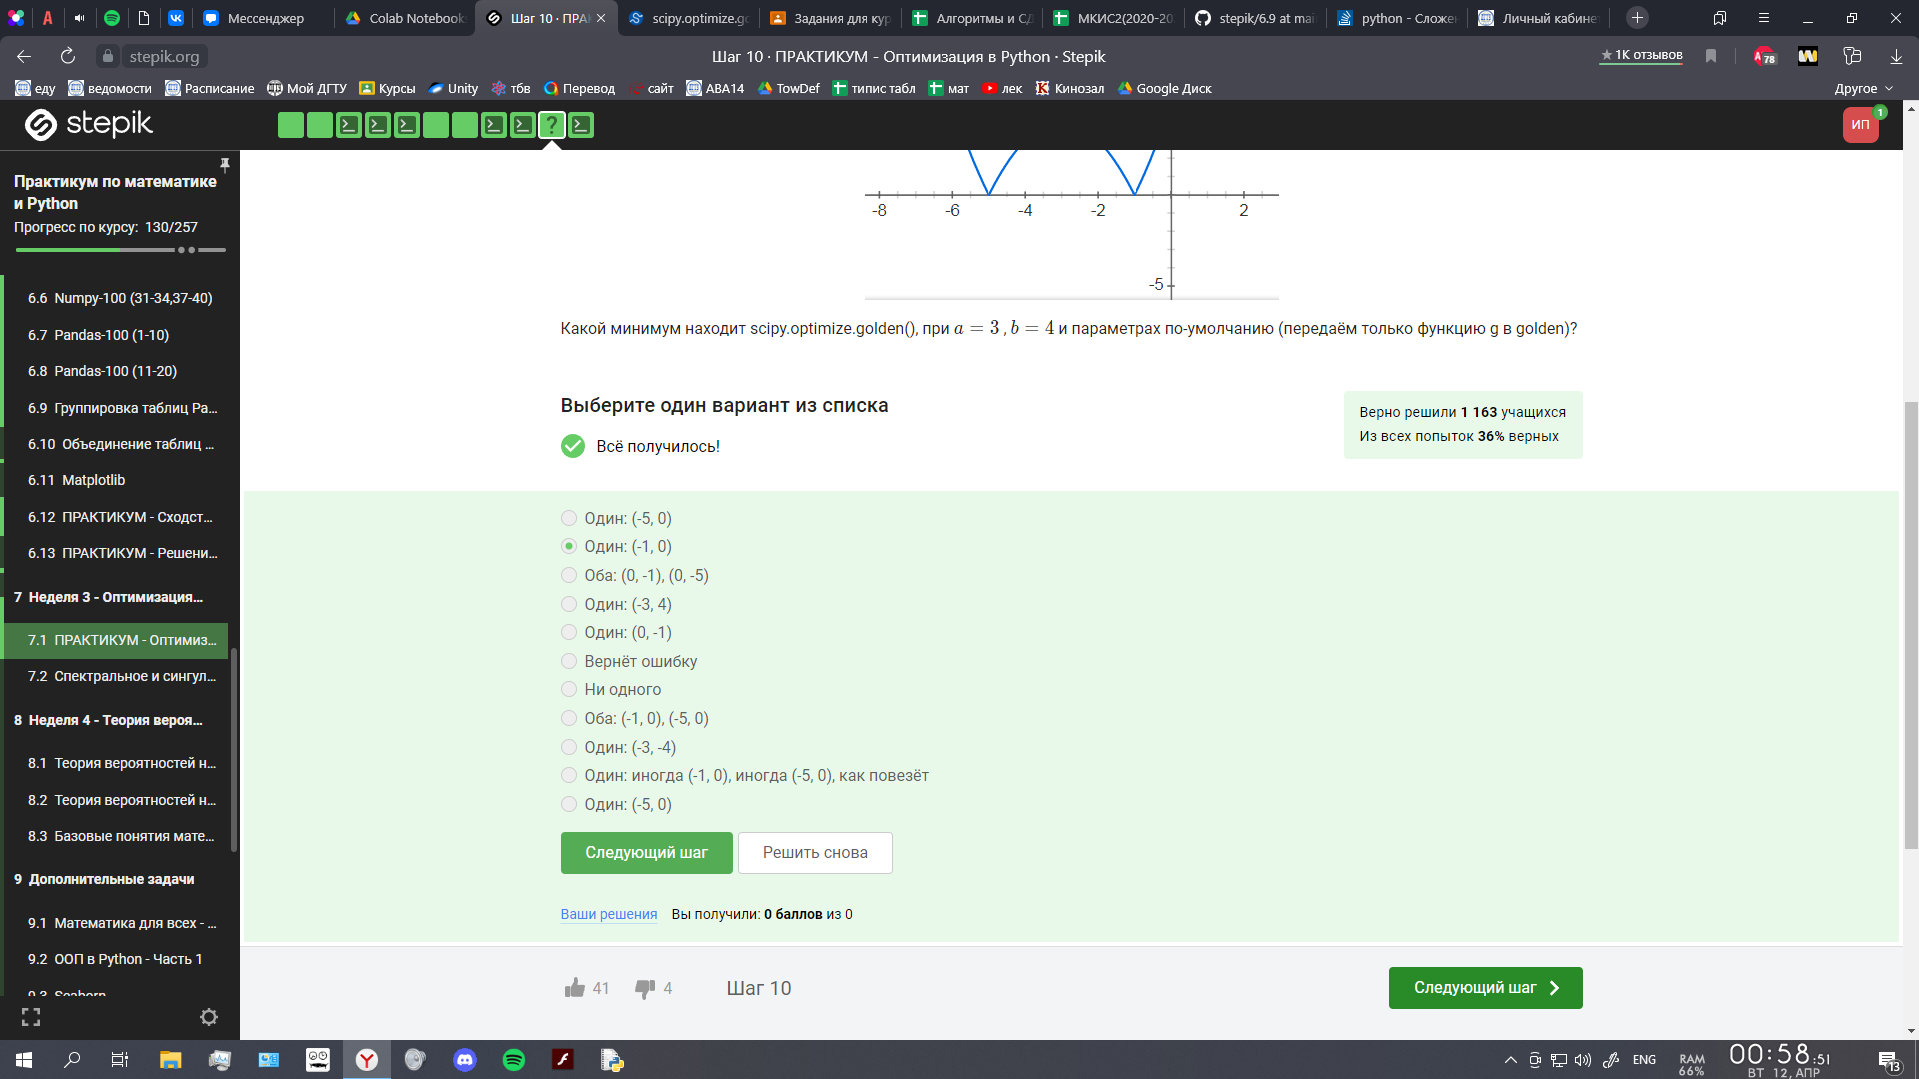 Мессенджер
Colab Notebook
Шаг 10 · ПРА
scipy.optimize.go
Задания для кур
Алгоритмы и СД
МКИС2(2020-20
stepik/6.9 at mai
python - Сложе
Личный кабине
stepik.org
Шаг 10 · ПРАКТИКУМ - Оптимизация в Python · Stepik
★ 1К отзывов
78
еду
ведомости
Расписание
Мой ДГТУ
Курсы
Unity
тбв
Перевод
сайт
АВА14
TowDef
типис табл
мат
лек
Кинозал
Google Диск
Другое
stepik
ИП
1
Практикум по математике
и Python
Прогресс по курсу: 130/257
6.6 Numpy-100 (31-34,37-40)
6.7 Pandas-100 (1-10)
6.8 Pandas-100 (11-20)
6.9 Группировка таблиц Pa...
6.10 Объединение таблиц ...
6.11 Matplotlib
6.12 ПРАКТИКУМ - Сходст...
6.13 ПРАКТИКУМ - Решени...
7 Неделя 3 - Оптимизация...
7.1 ПРАКТИКУМ - Оптимиз...
7.2 Спектральное и сингул...
8 Неделя 4 - Теория вероя...
8.1 Теория вероятностей н...
8.2 Теория вероятностей н...
8.3 Базовые понятия мате...
9 Дополнительные задачи
9.1 Математика для всех - ...
9.2 ООП в Python - Часть 1
9.3 Seaborn
-8 -6 -4 -2 2
-5
Какой минимум находит scipy.optimize.golden(), при a = 3 , b = 4 и параметрах по-умолчанию (передаём только функцию g в golden)?
Выберите один вариант из списка
Всё получилось!
Верно решили 1 163 учащихся
Из всех попыток 36% верных
Один: (-5, 0)
Один: (-1, 0)
Оба: (0, -1), (0, -5)
Один: (-3, 4)
Один: (0, -1)
Вернёт ошибку
Ни одного
Оба: (-1, 0), (-5, 0)
Один: (-3, -4)
Один: иногда (-1, 0), иногда (-5, 0), как повезёт
Один: (-5, 0)
Следующий шаг
Решить снова
Ваши решения
Вы получили: 0 баллов из 0
41
4
Шаг 10
Следующий шаг
ENG
RAM
66%
00:58:51
ВТ 12, АПР
13